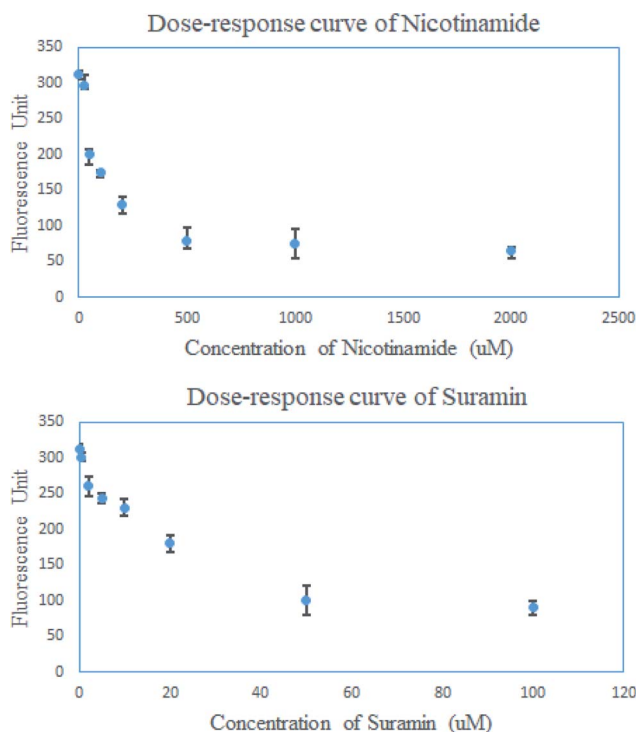 Dose-response curve of Nicotinamide
350
300
250
200
150
100
50
0
Fluorescence Unit
0 500 1000 1500 2000 2500
Concentration of Nicotinamide (uM)
Dose-response curve of Suramin
350
300
250
200
150
100
50
0
Fluorescence Unit
0 20 40 60 80 100 120
Concentration of Suramin (uM)